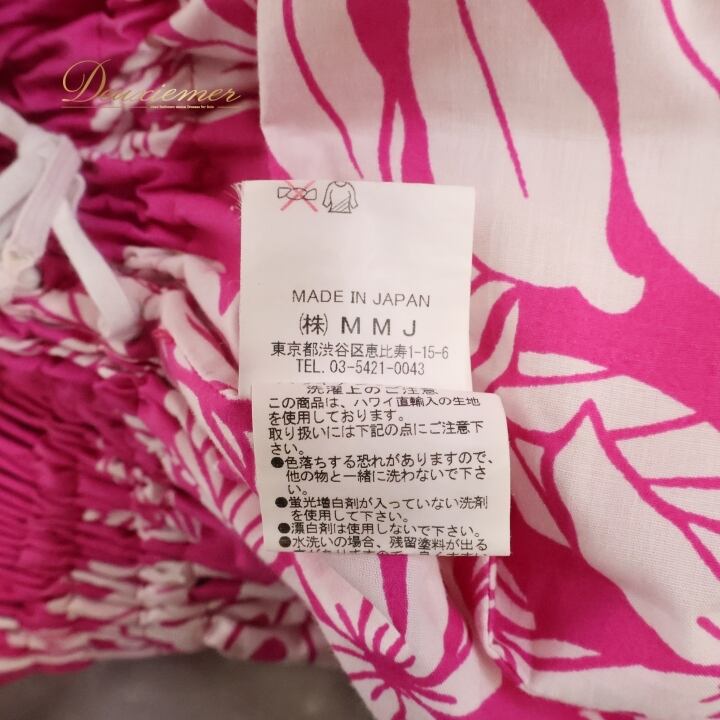 Deuxiemer
MADE IN JAPAN
㈱ M M J
東京都渋谷区恵比寿1-15-6
TEL. 03-5421-0043
洗濯上のご注意
この商品は、ハワイ直輸入の生地
を使用しております。
取り扱いには下記の点にご注意下
さい。
●色落ちする恐れがありますので、
他の物と一緒に洗わないで下さ
い。
●蛍光増白剤が入っていない洗剤
を使用して下さい。
●漂白剤は使用しないで下さい。
●水洗いの場合、残留塗料が出る